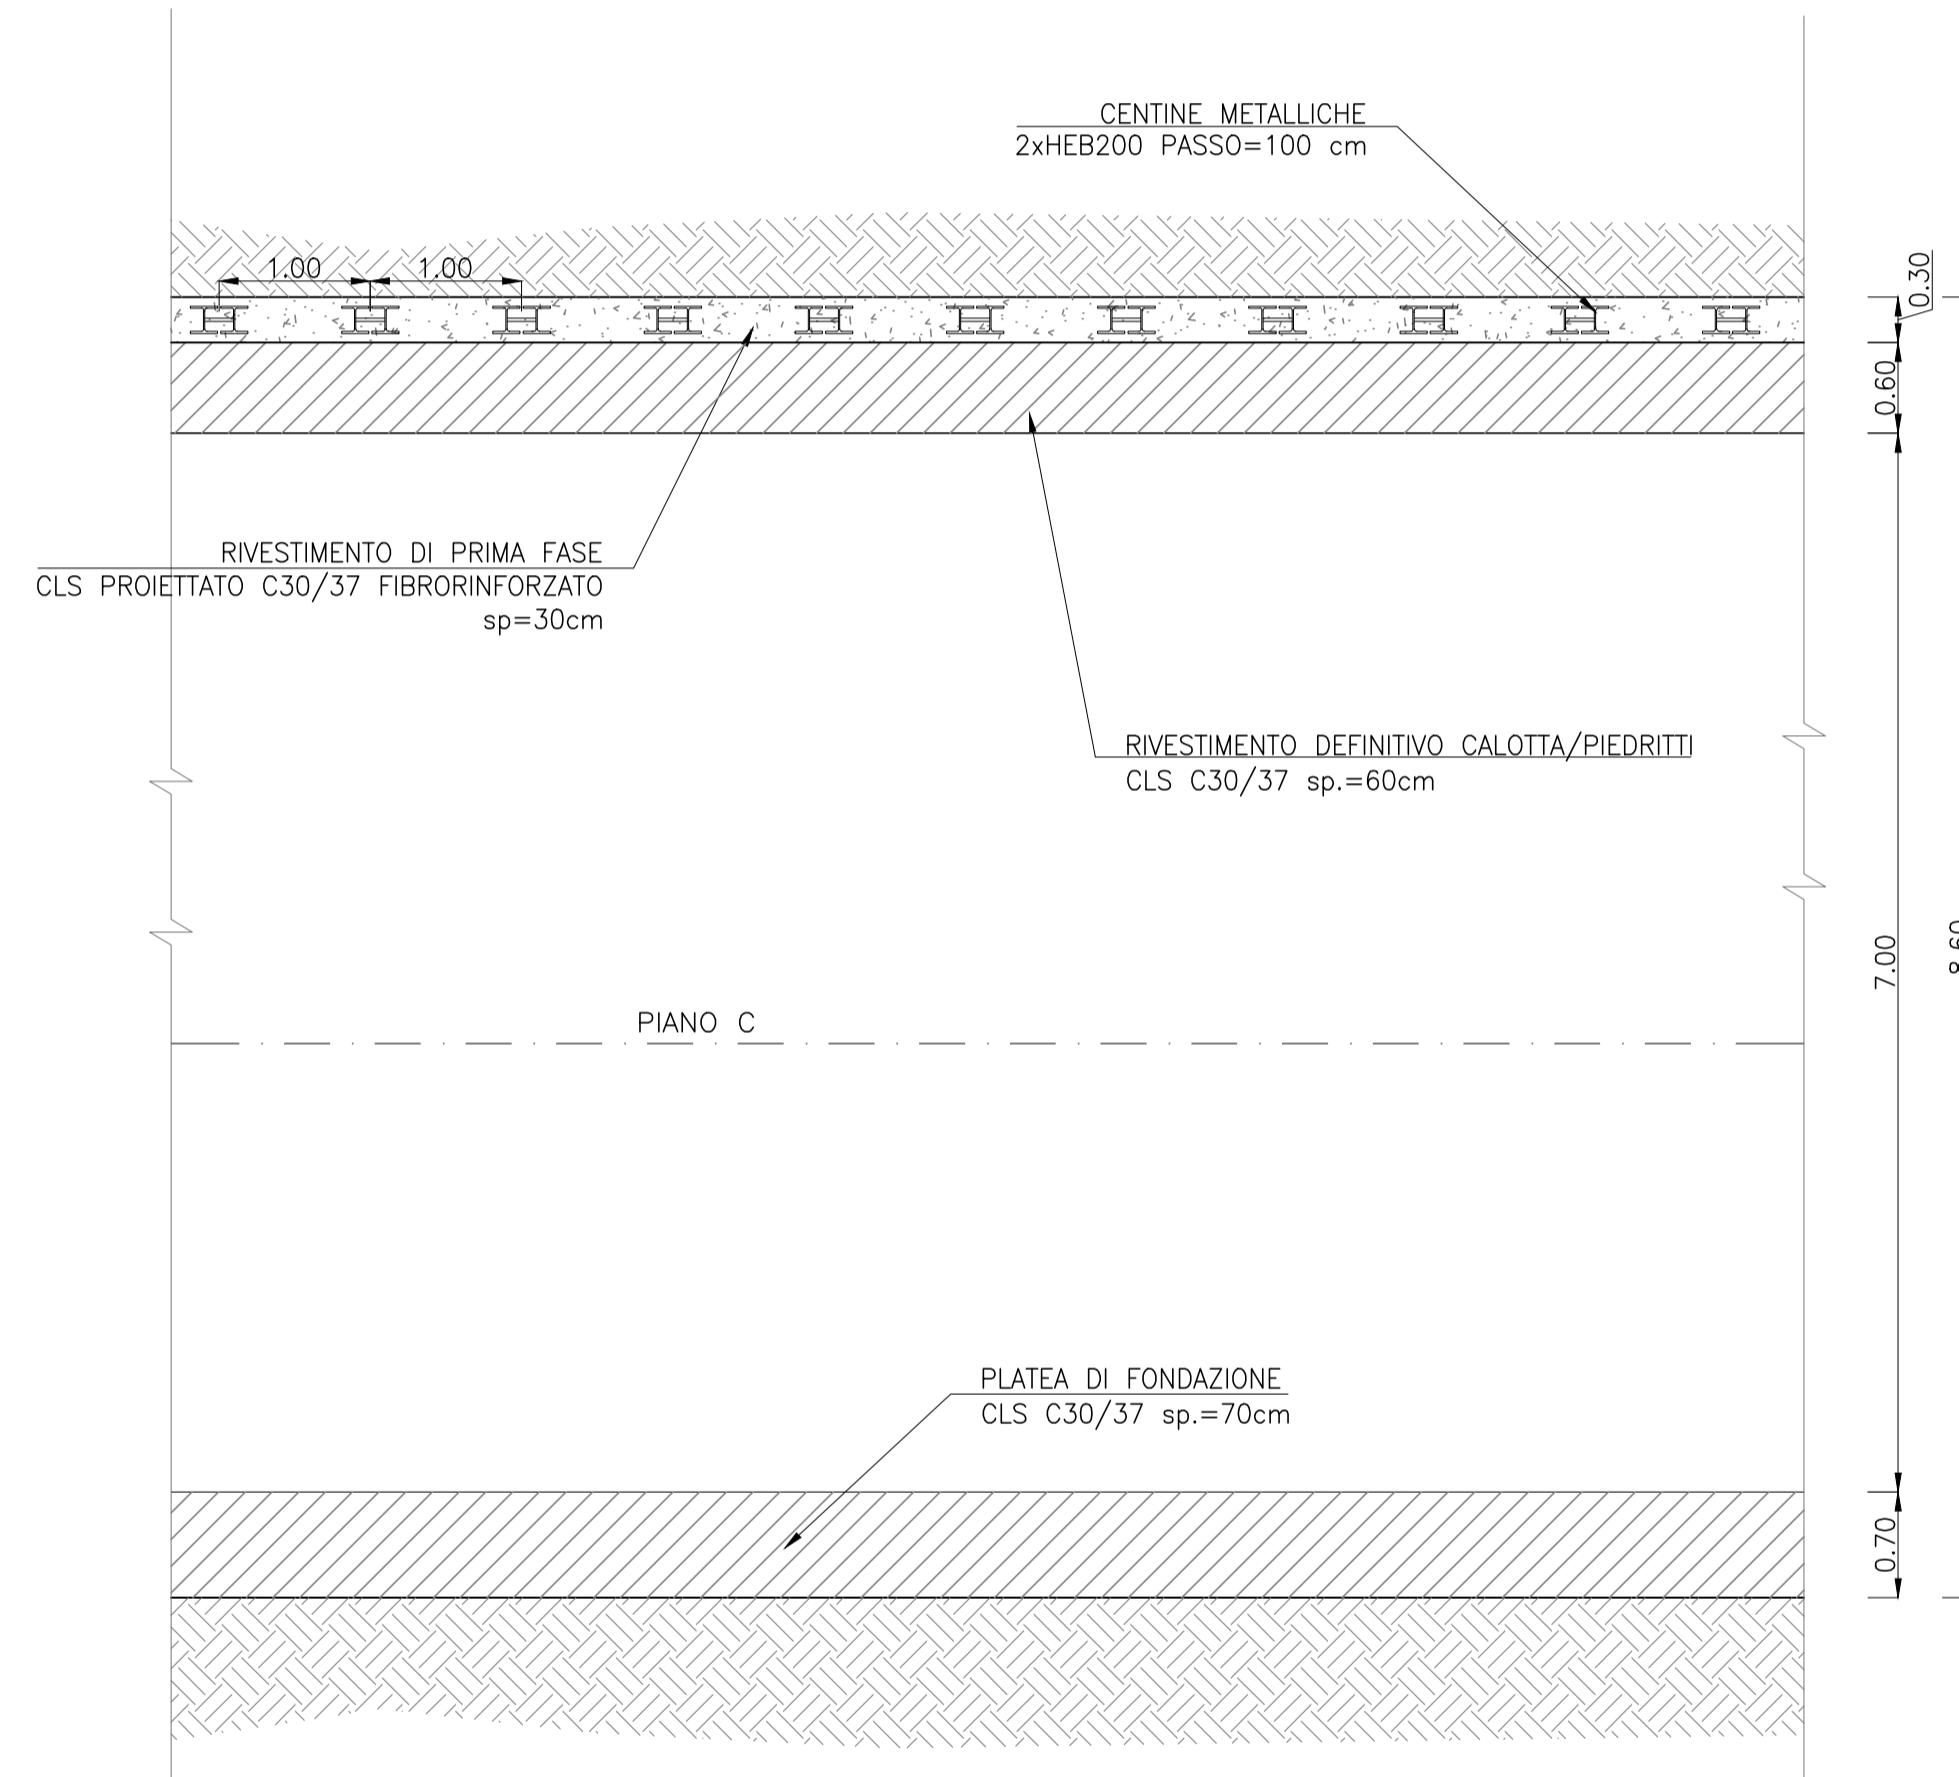 CENTINE METALLICHE
2xHEB200 PASSO=100 cm
1.00
1.00
0.30
0.60
RIVESTIMENTO DI PRIMA FASE
CLS PROIETTATO C30/37 FIBRORINFORZATO
sp=30cm
RIVESTIMENTO DEFINITIVO CALOTTA/PIEDRITTI
CLS C30/37 sp.=60cm
7.00
8.60
PIANO C
PLATEA DI FONDAZIONE
CLS C30/37 sp.=70cm
0.70